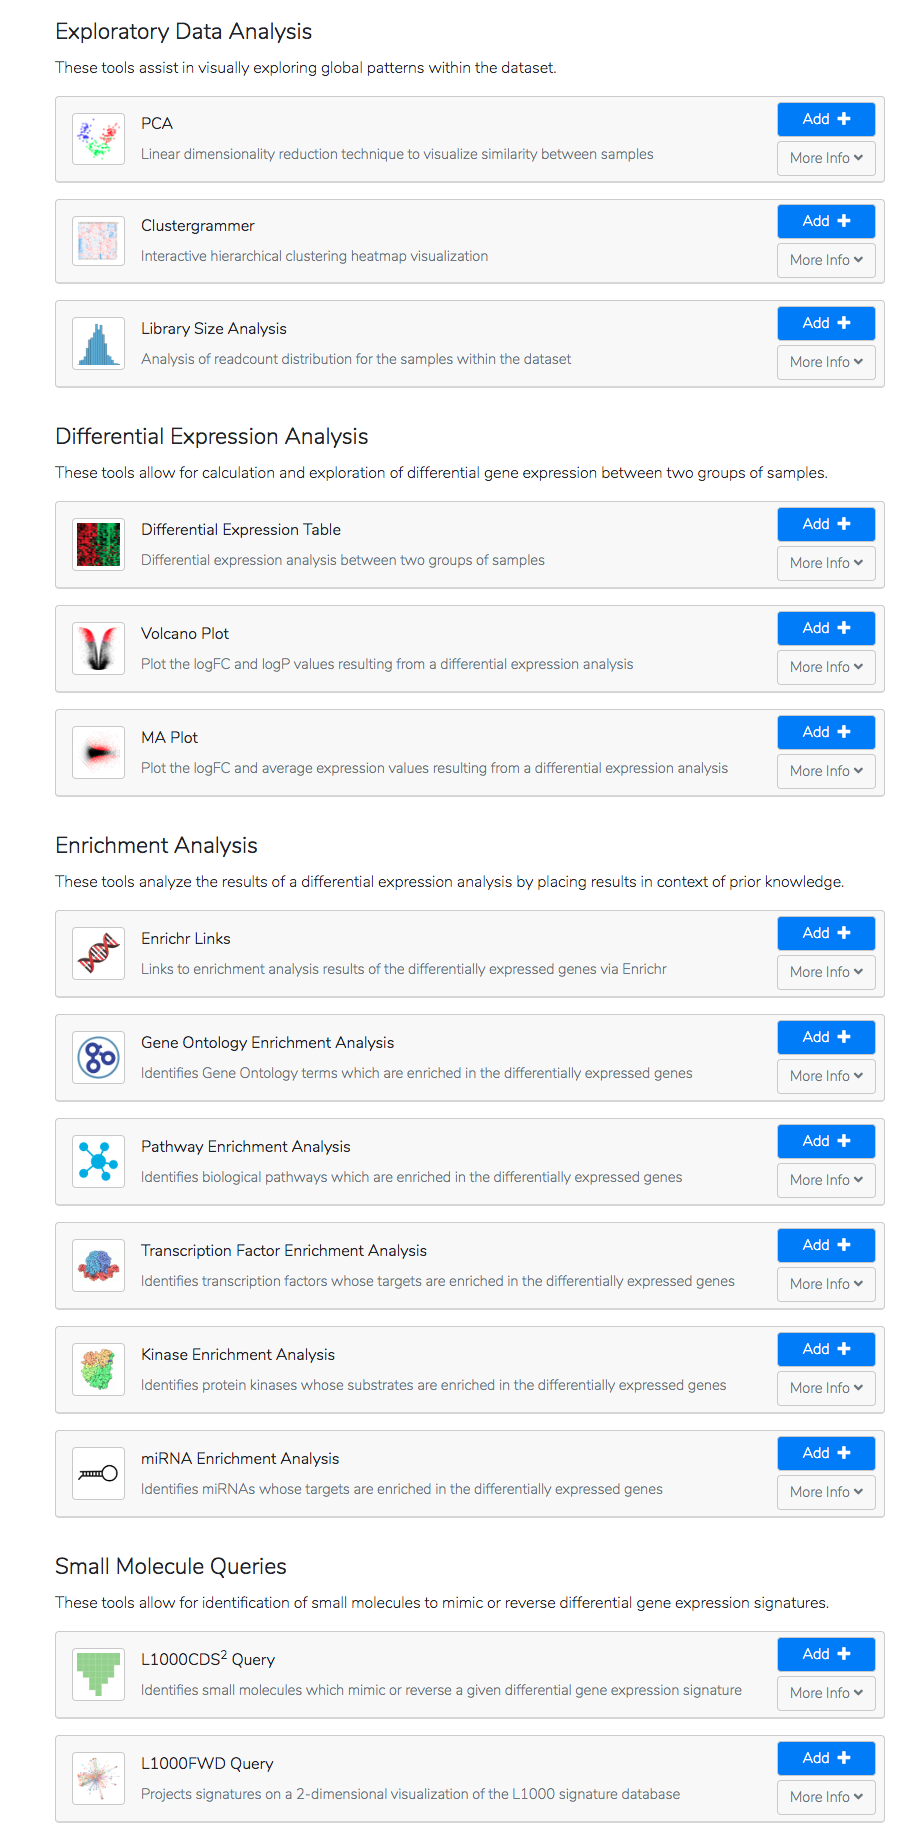 Exploratory Data Analysis
These tools assist in visually exploring global patterns within the dataset.
PCA
Linear dimensionality reduction technique to visualize similarity between samples
Add
More Info
Clustergrammer
Interactive hierarchical clustering heatmap visualization
Add
More Info
Library Size Analysis
Analysis of readcount distribution for the samples within the dataset
Add
More Info
Differential Expression Analysis
These tools allow for calculation and exploration of differential gene expression between two groups of samples.
Differential Expression Table
Differential expression analysis between two groups of samples
Add
More Info
Volcano Plot
Plot the logFC and logP values resulting from a differential expression analysis
Add
More Info
MA Plot
Plot the logFC and average expression values resulting from a differential expression analysis
Add
More Info
Enrichment Analysis
These tools analyze the results of a differential expression analysis by placing results in context of prior knowledge.
Enrichr Links
Links to enrichment analysis results of the differentially expressed genes via Enrichr
Add
More Info
Gene Ontology Enrichment Analysis
Identifies Gene Ontology terms which are enriched in the differentially expressed genes
Add
More Info
Pathway Enrichment Analysis
Identifies biological pathways which are enriched in the differentially expressed genes
Add
More Info
Transcription Factor Enrichment Analysis
Identifies transcription factors whose targets are enriched in the differentially expressed genes
Add
More Info
Kinase Enrichment Analysis
Identifies protein kinases whose substrates are enriched in the differentially expressed genes
Add
More Info
miRNA Enrichment Analysis
Identifies miRNAs whose targets are enriched in the differentially expressed genes
Add
More Info
Small Molecule Queries
These tools allow for identification of small molecules to mimic or reverse differential gene expression signatures.
L1000CDS² Query
Identifies small molecules which mimic or reverse a given differential gene expression signature
Add
More Info
L1000FWD Query
Projects signatures on a 2-dimensional visualization of the L1000 signature database
Add
More Info